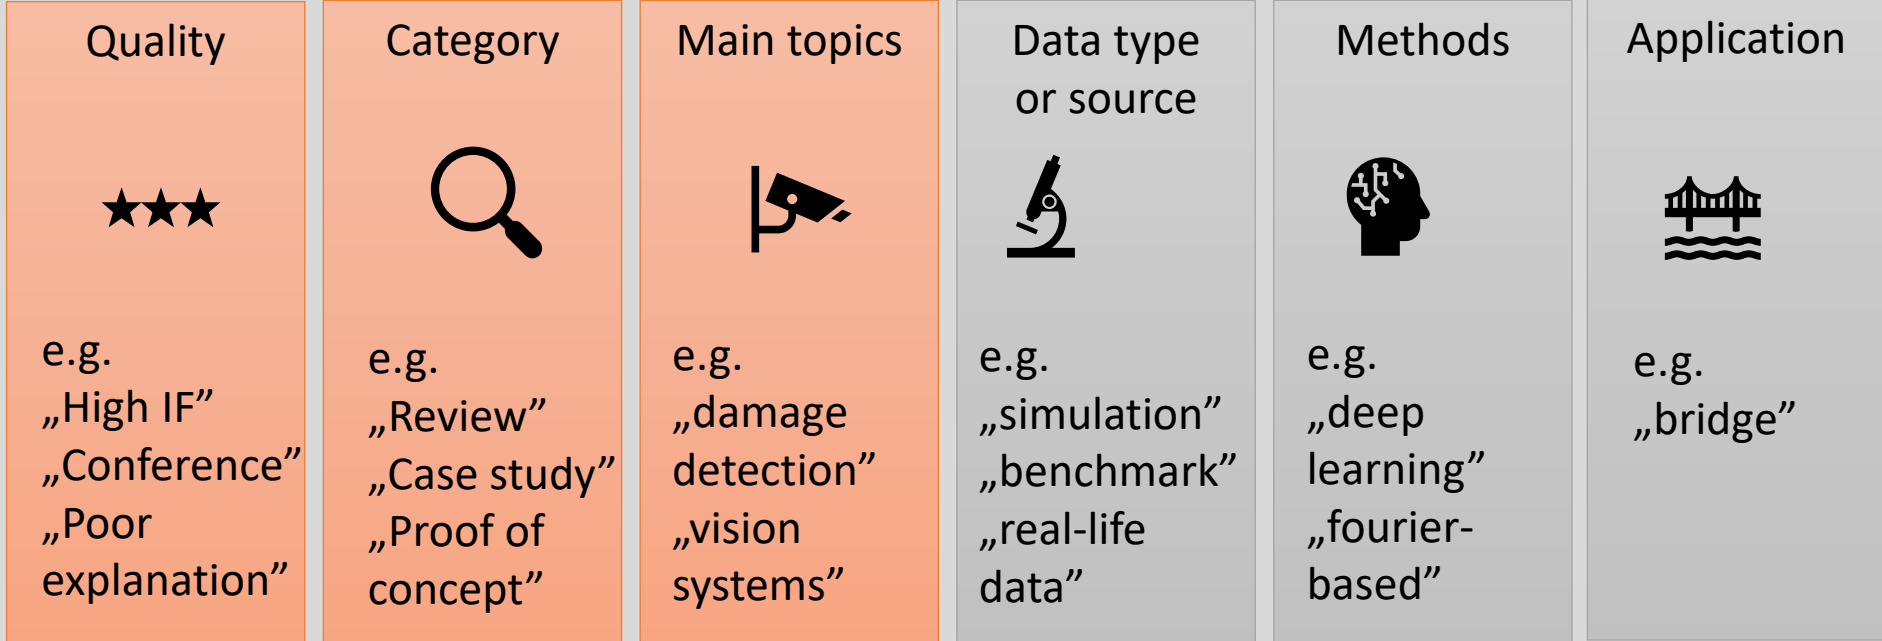 Quality
e.g.
„High IF”
„Conference”
„Poor
explanation”
Category
e.g.
„Review”
„Case study”
„Proof of
concept”
Main topics
e.g.
„damage
detection”
„vision
systems”
Data type
or source
e.g.
„simulation”
„benchmark”
„real-life
data”
Methods
e.g.
„deep
learning”
„fourier-
based”
Application
e.g.
„bridge”